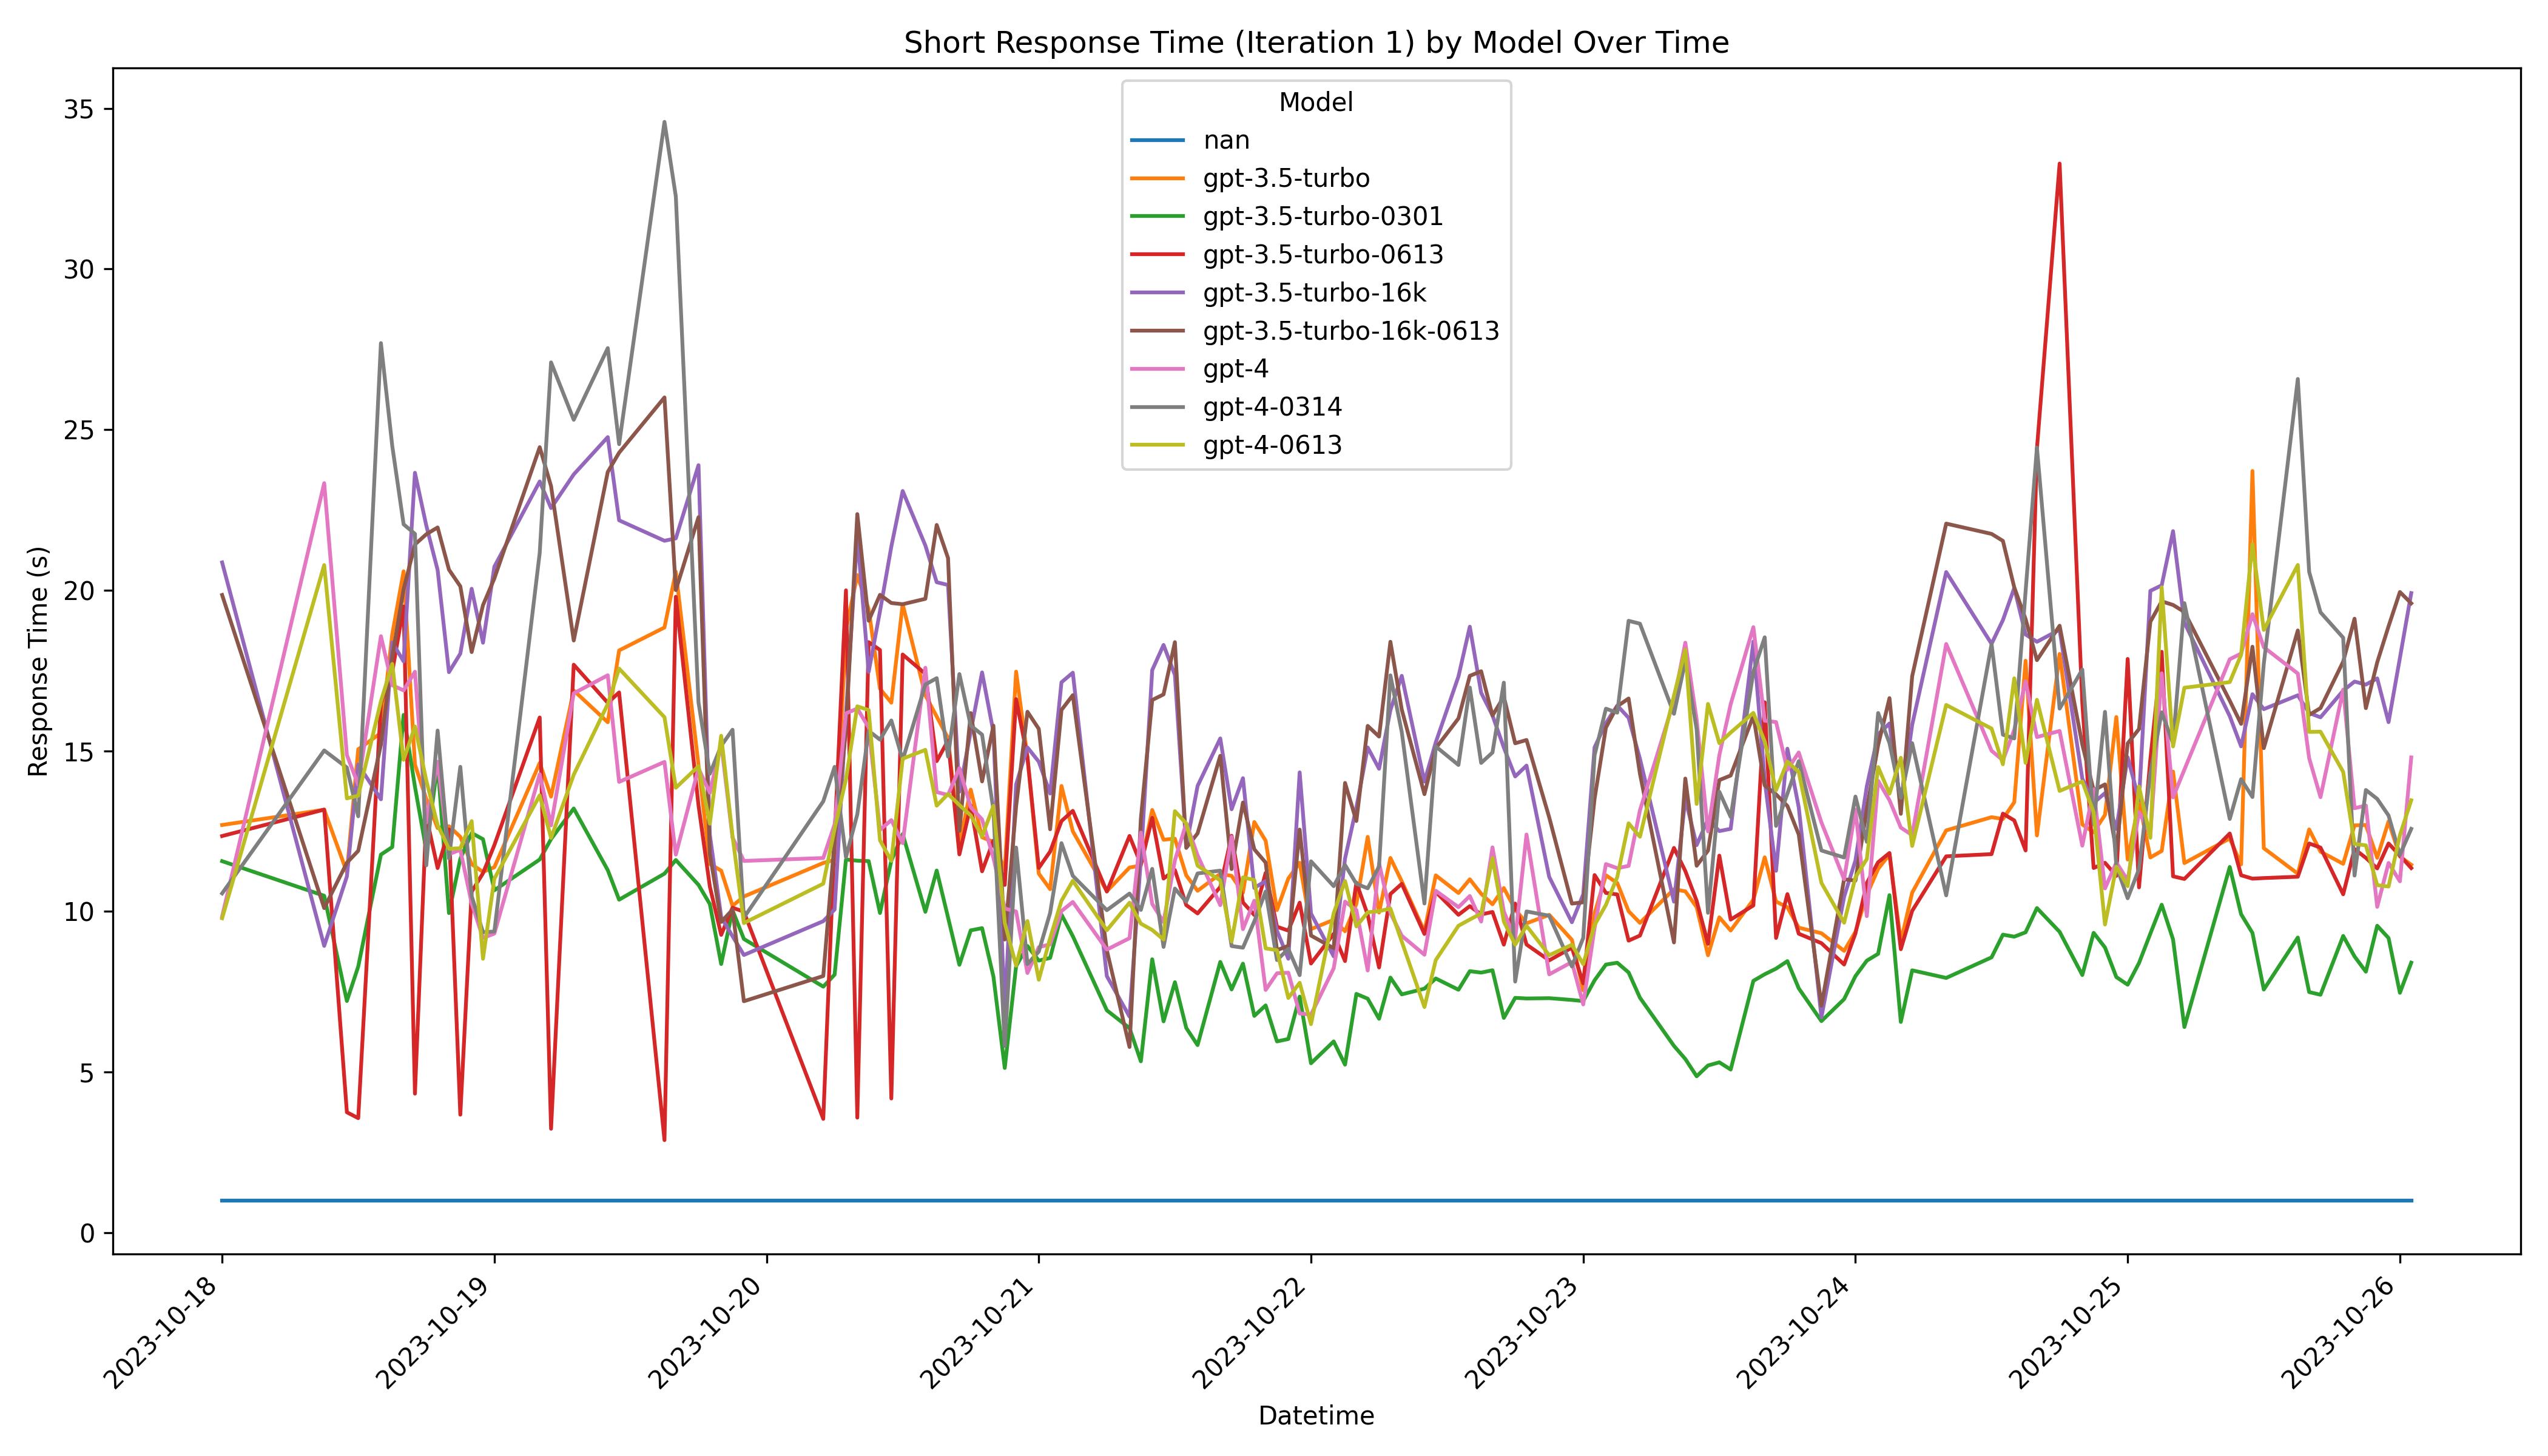 Short Response Time (Iteration 1) by Model Over Time
Model
nan
gpt-3.5-turbo
gpt-3.5-turbo-0301
gpt-3.5-turbo-0613
gpt-3.5-turbo-16k
gpt-3.5-turbo-16k-0613
gpt-4
gpt-4-0314
gpt-4-0613
Response Time (s)
35
30
25
20
15
10
5
0
2023-10-18
2023-10-19
2023-10-20
2023-10-21
2023-10-22
2023-10-23
2023-10-24
2023-10-25
2023-10-26
Datetime